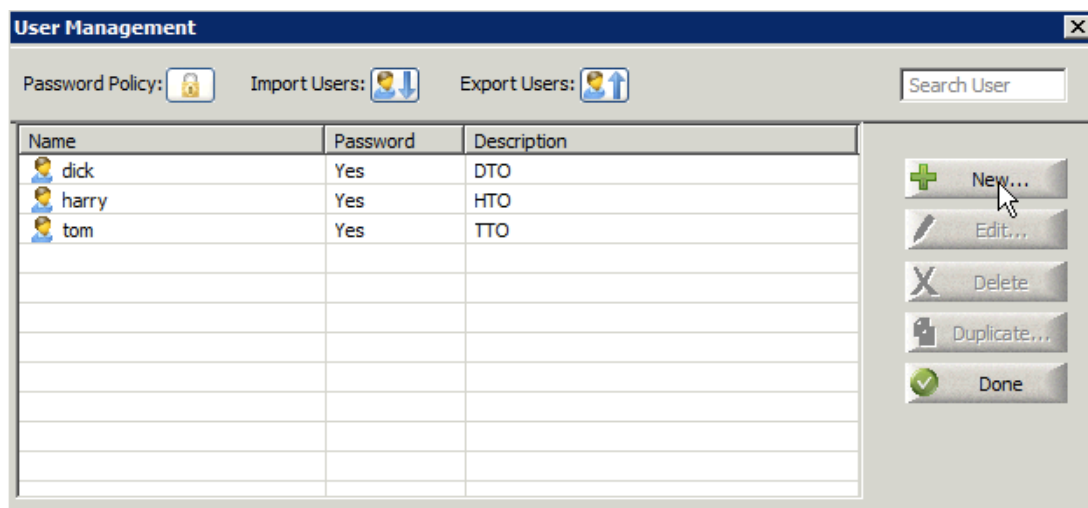 User Management
Password Policy: Import Users: Export Users: Search User
Name Password Description
dick Yes DTO
harry Yes HTO
tom Yes TTO
New...
Edit...
Delete
Duplicate...
Done